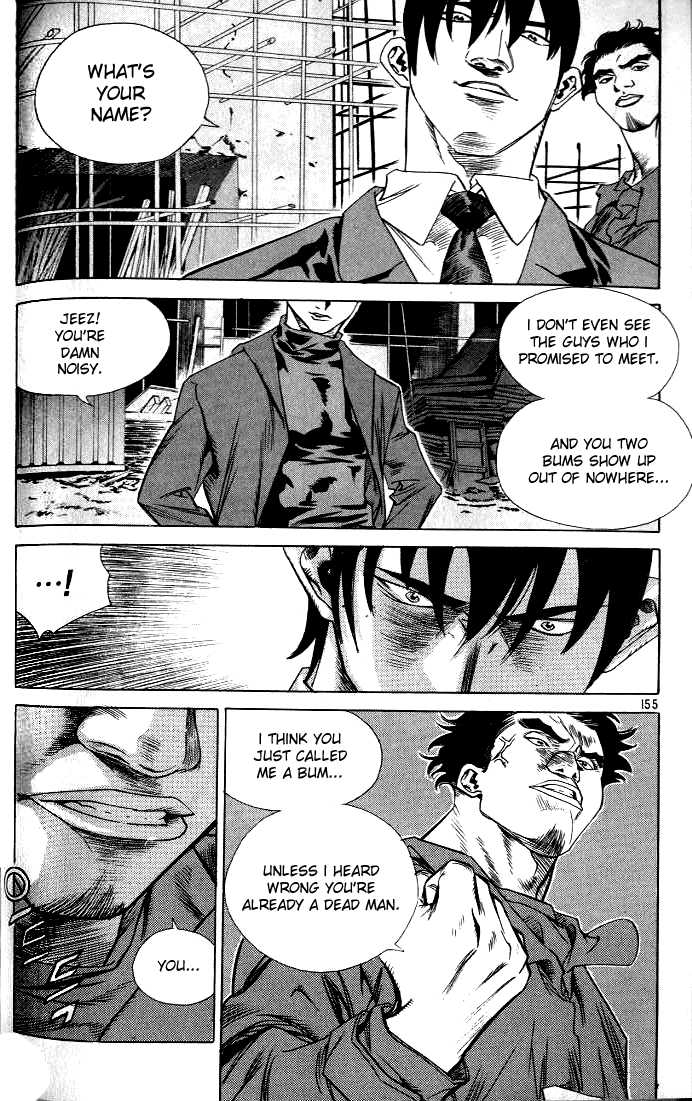 WHAT'S
YOUR
NAME?
JEEZ!
YOU'RE
DAMN
NOISY.
I DON'T EVEN SEE
THE GUYS WHO I
PROMISED TO MEET.
AND YOU TWO
BUMS SHOW UP
OUT OF NOWHERE...
...!
155
YOU...
I THINK YOU
JUST CALLED
ME A BUM...
UNLESS I HEARD
WRONG YOU'RE
ALREADY A DEAD MAN.